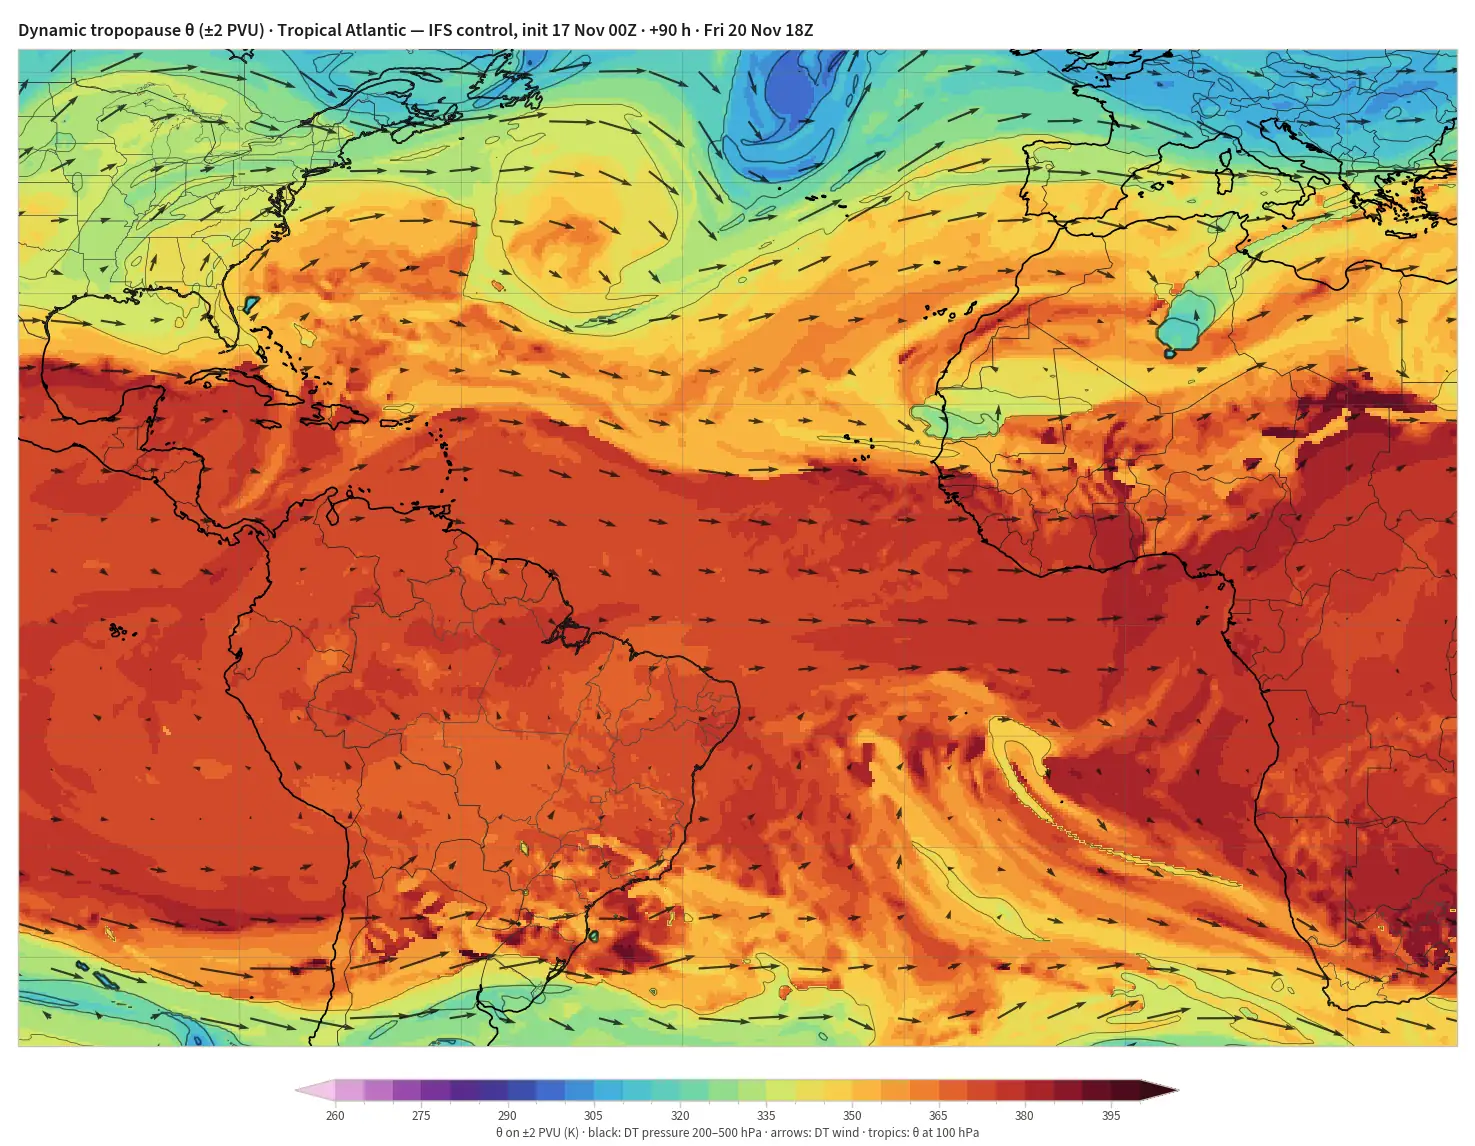 Dynamic tropopause θ (±2 PVU) · Tropical Atlantic — IFS control, init 17 Nov 00Z · +90 h · Fri 20 Nov 18Z
260 275 290 305 320 335 350 365 380 395
θ on ±2 PVU (K) · black: DT pressure 200–500 hPa · arrows: DT wind · tropics: θ at 100 hPa